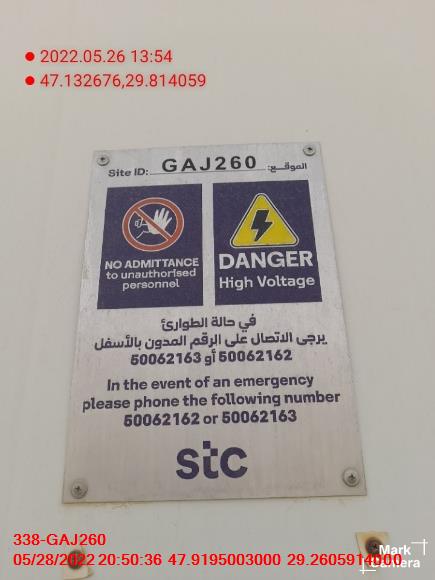 2022.05.26 13:54
47.132676,29.814059
Site ID: GAJ260 الموقع:
NO ADMITTANCE
to unauthorised
personnel
DANGER
High Voltage
في حالة الطوارئ
يرجى الاتصال على الرقم المدون بالأسفل
50062162 أو 50062163
In the event of an emergency
please phone the following number
50062162 or 50062163
stc
338-GAJ260
05/28/2022 20:50:36 47.9195003000 29.2605914000
Mark
Camera